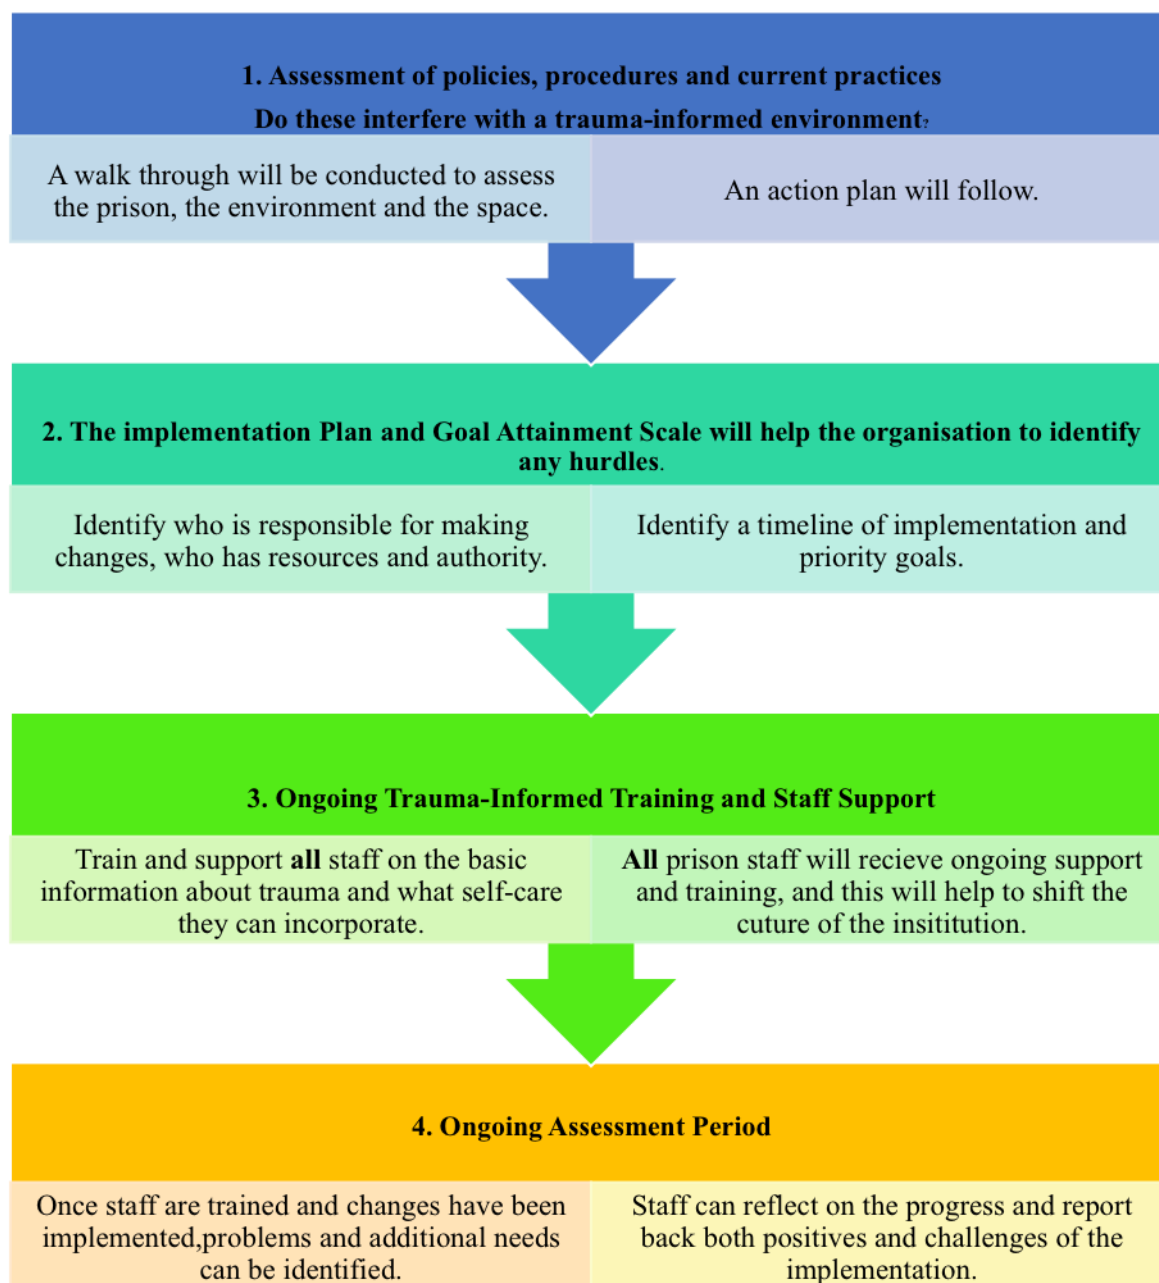 1. Assessment of policies, procedures and current practices
Do these interfere with a trauma-informed environment?
A walk through will be conducted to assess
the prison, the environment and the space.
An action plan will follow.
2. The implementation Plan and Goal Attainment Scale will help the organisation to identify
any hurdles.
Identify who is responsible for making
changes, who has resources and authority.
Identify a timeline of implementation and
priority goals.
3. Ongoing Trauma-Informed Training and Staff Support
Train and support all staff on the basic
information about trauma and what self-care
they can incorporate.
All prison staff will recieve ongoing support
and training, and this will help to shift the
cuture of the insititution.
4. Ongoing Assessment Period
Once staff are trained and changes have been
implemented,problems and additional needs
can be identified.
Staff can reflect on the progress and report
back both positives and challenges of the
implementation.